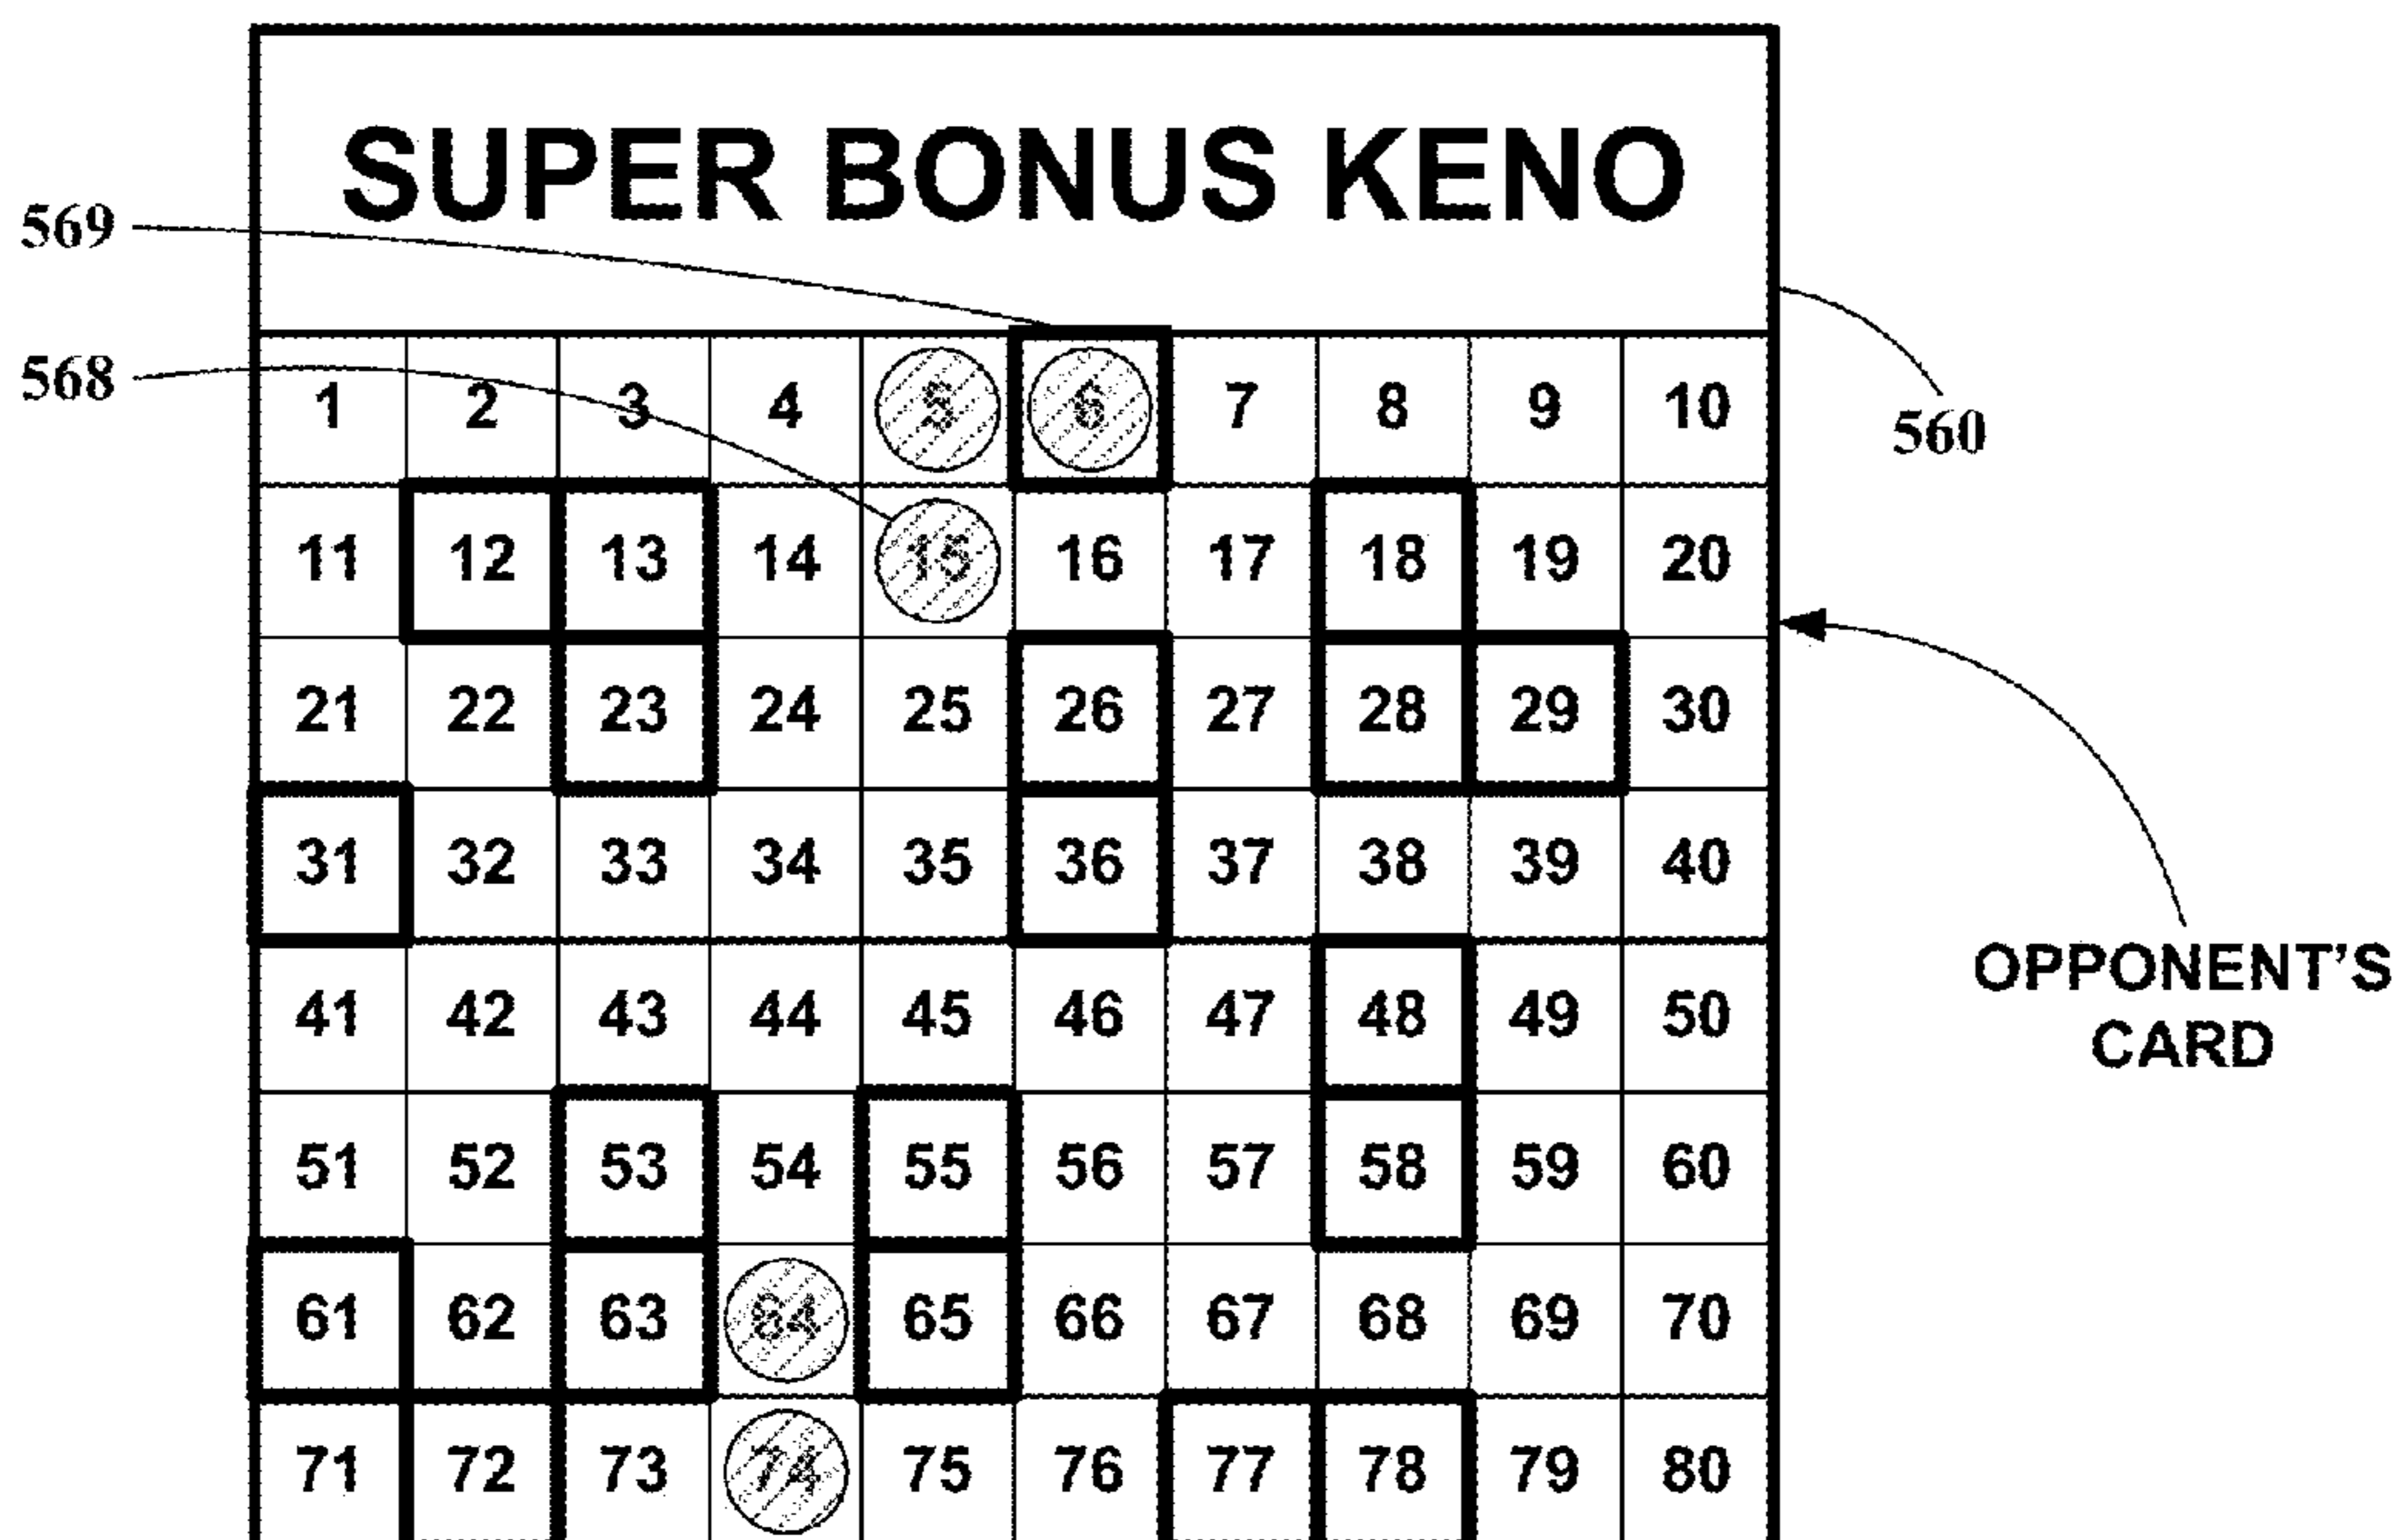 SUPER BONUS KENO
569
568
1 2 3 4 5 6 7 8 9 10
560
11 12 13 14 15 16 17 18 19 20
21 22 23 24 25 26 27 28 29 30
31 32 33 34 35 36 37 38 39 40
OPPONENT'S
CARD
41 42 43 44 45 46 47 48 49 50
51 52 53 54 55 56 57 58 59 60
61 62 63 64 65 66 67 68 69 70
71 72 73 74 75 76 77 78 79 80